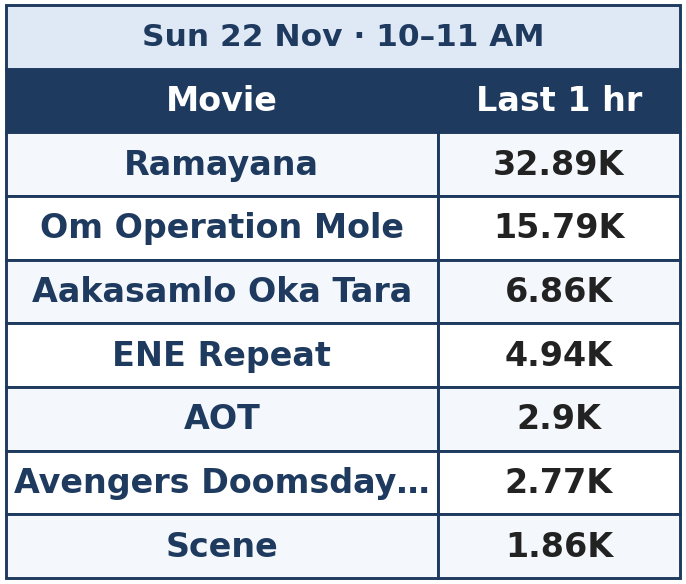 Sun 22 Nov · 10–11 AM
Movie Last 1 hr
Ramayana 32.89K
Om Operation Mole 15.79K
Aakasamlo Oka Tara 6.86K
ENE Repeat 4.94K
AOT 2.9K
Avengers Doomsday… 2.77K
Scene 1.86K